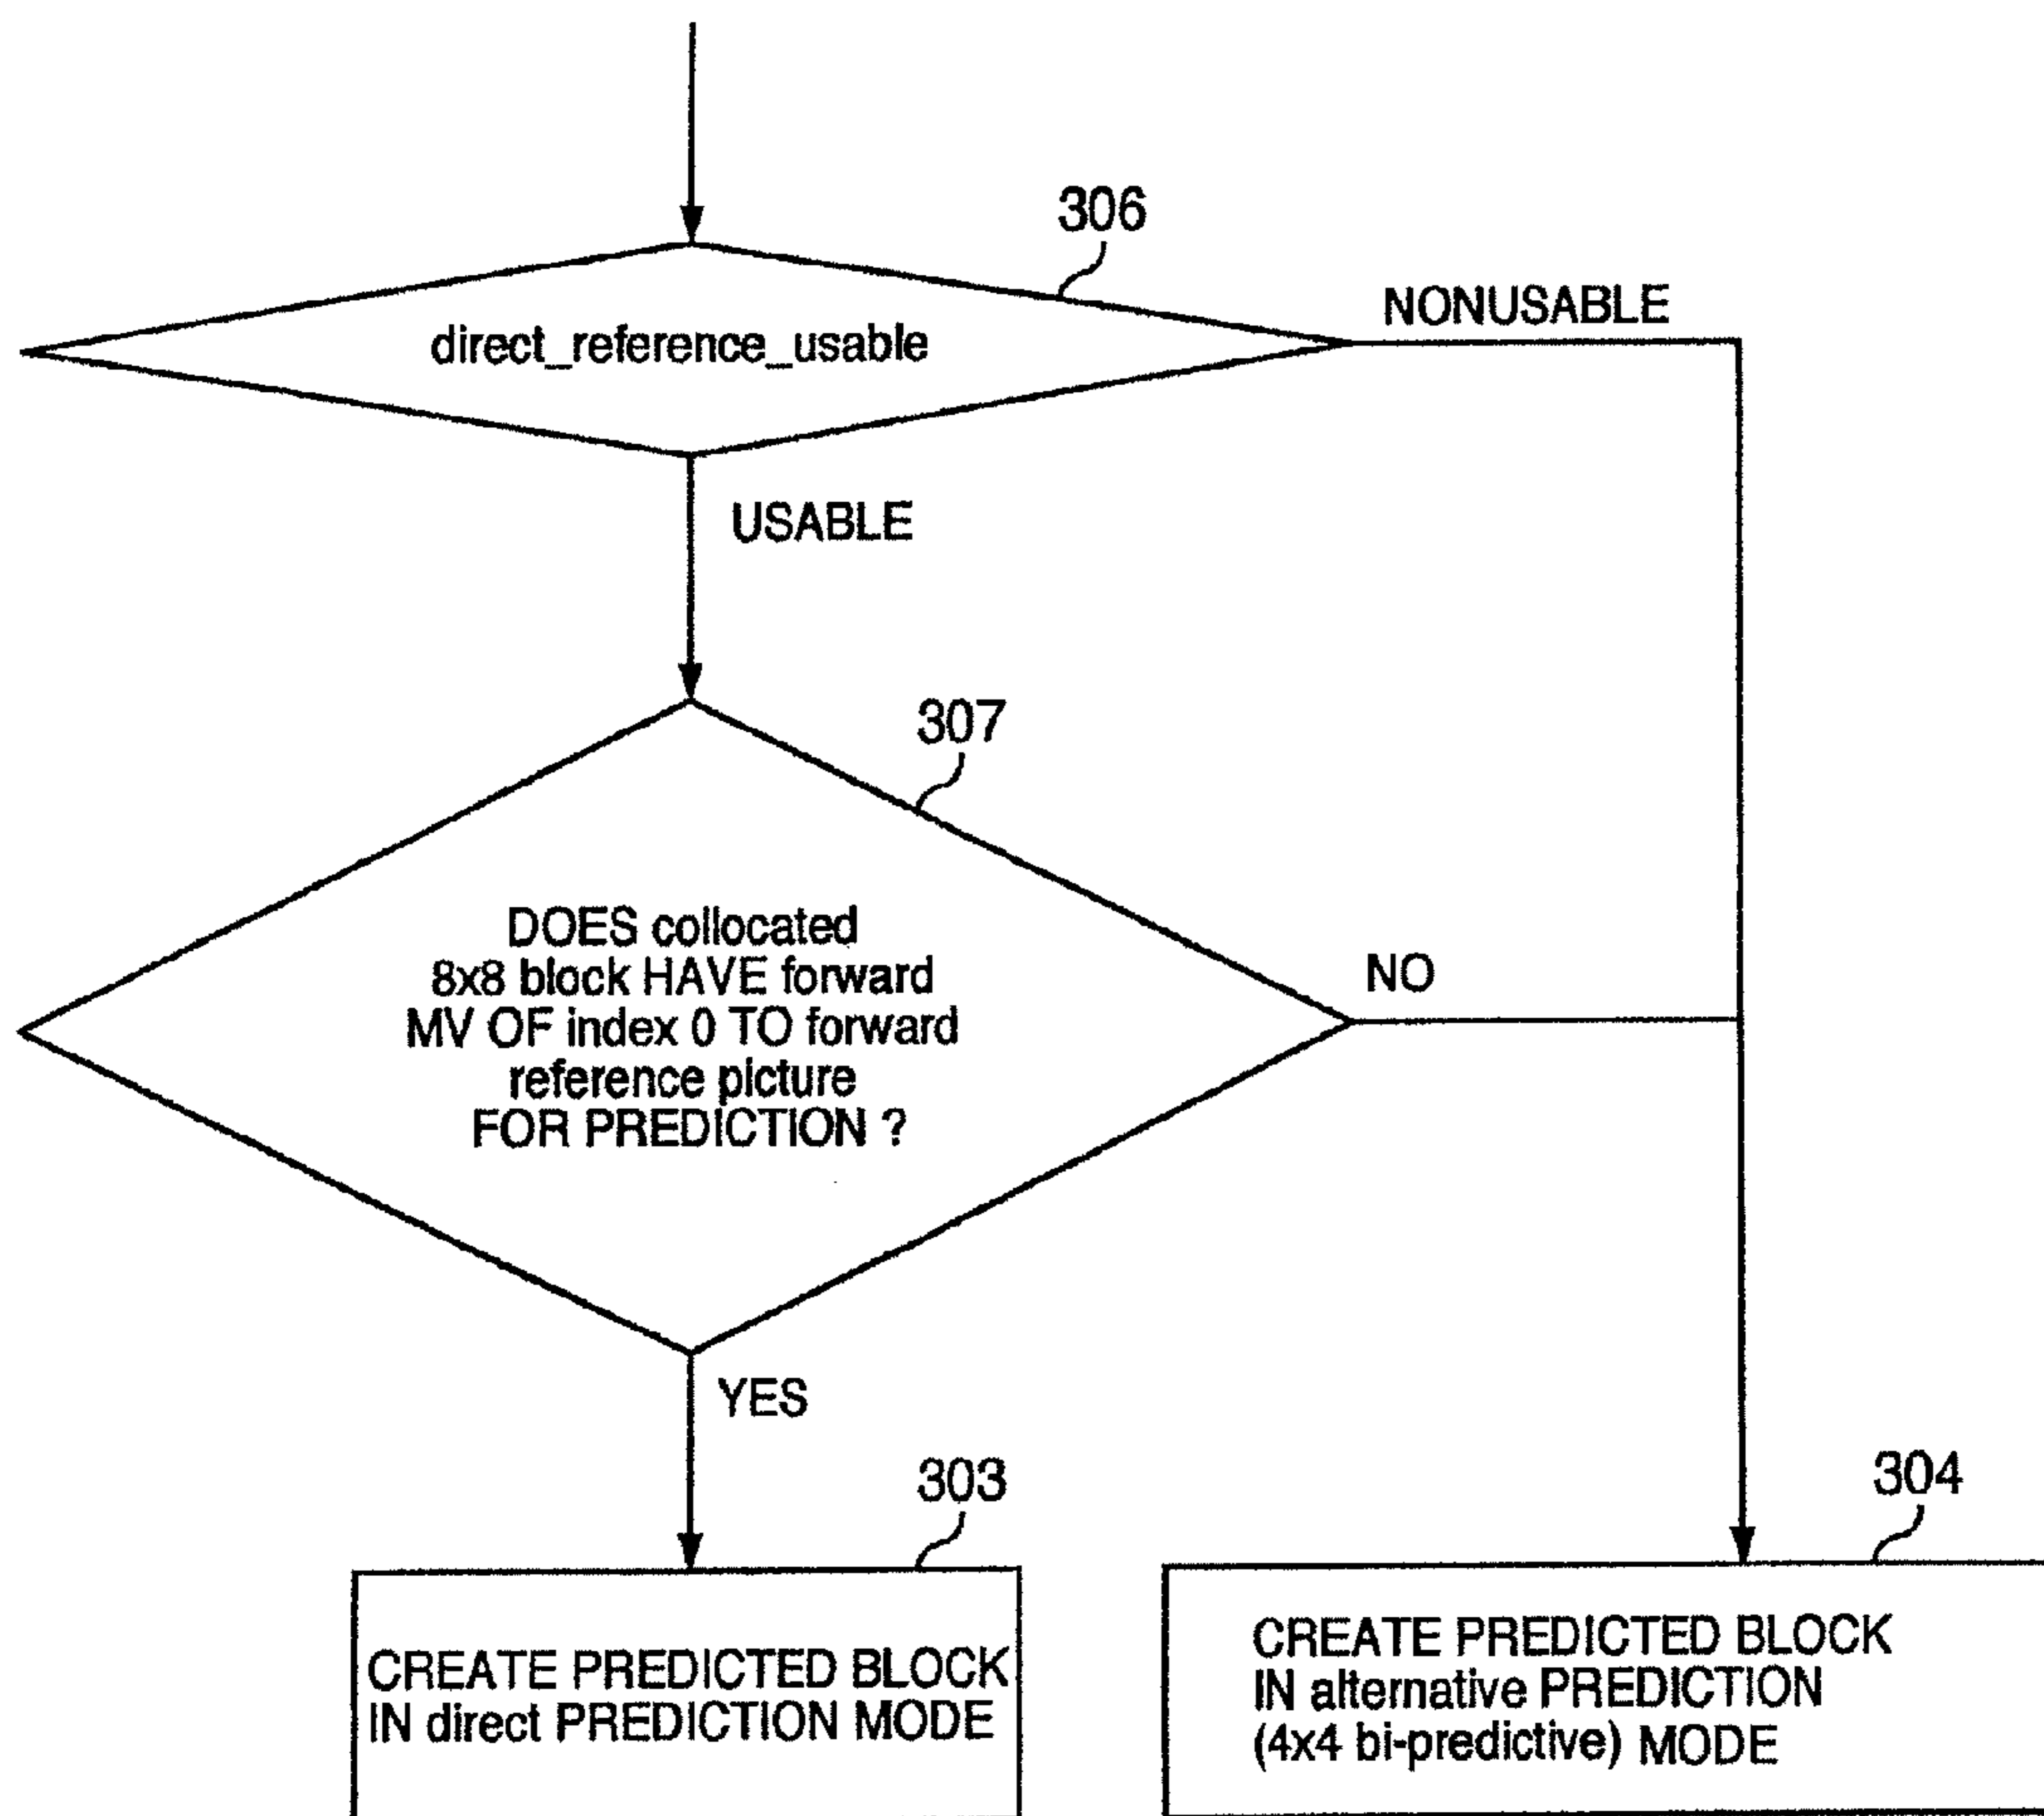 306
NONUSABLE
direct_reference_usable
USABLE
307
DOES collocated
8x8 block HAVE forward
MV OF index 0 TO forward
reference picture
FOR PREDICTION ?
NO
YES
303
304
CREATE PREDICTED BLOCK
IN direct PREDICTION MODE
CREATE PREDICTED BLOCK
IN alternative PREDICTION
(4x4 bi-predictive) MODE